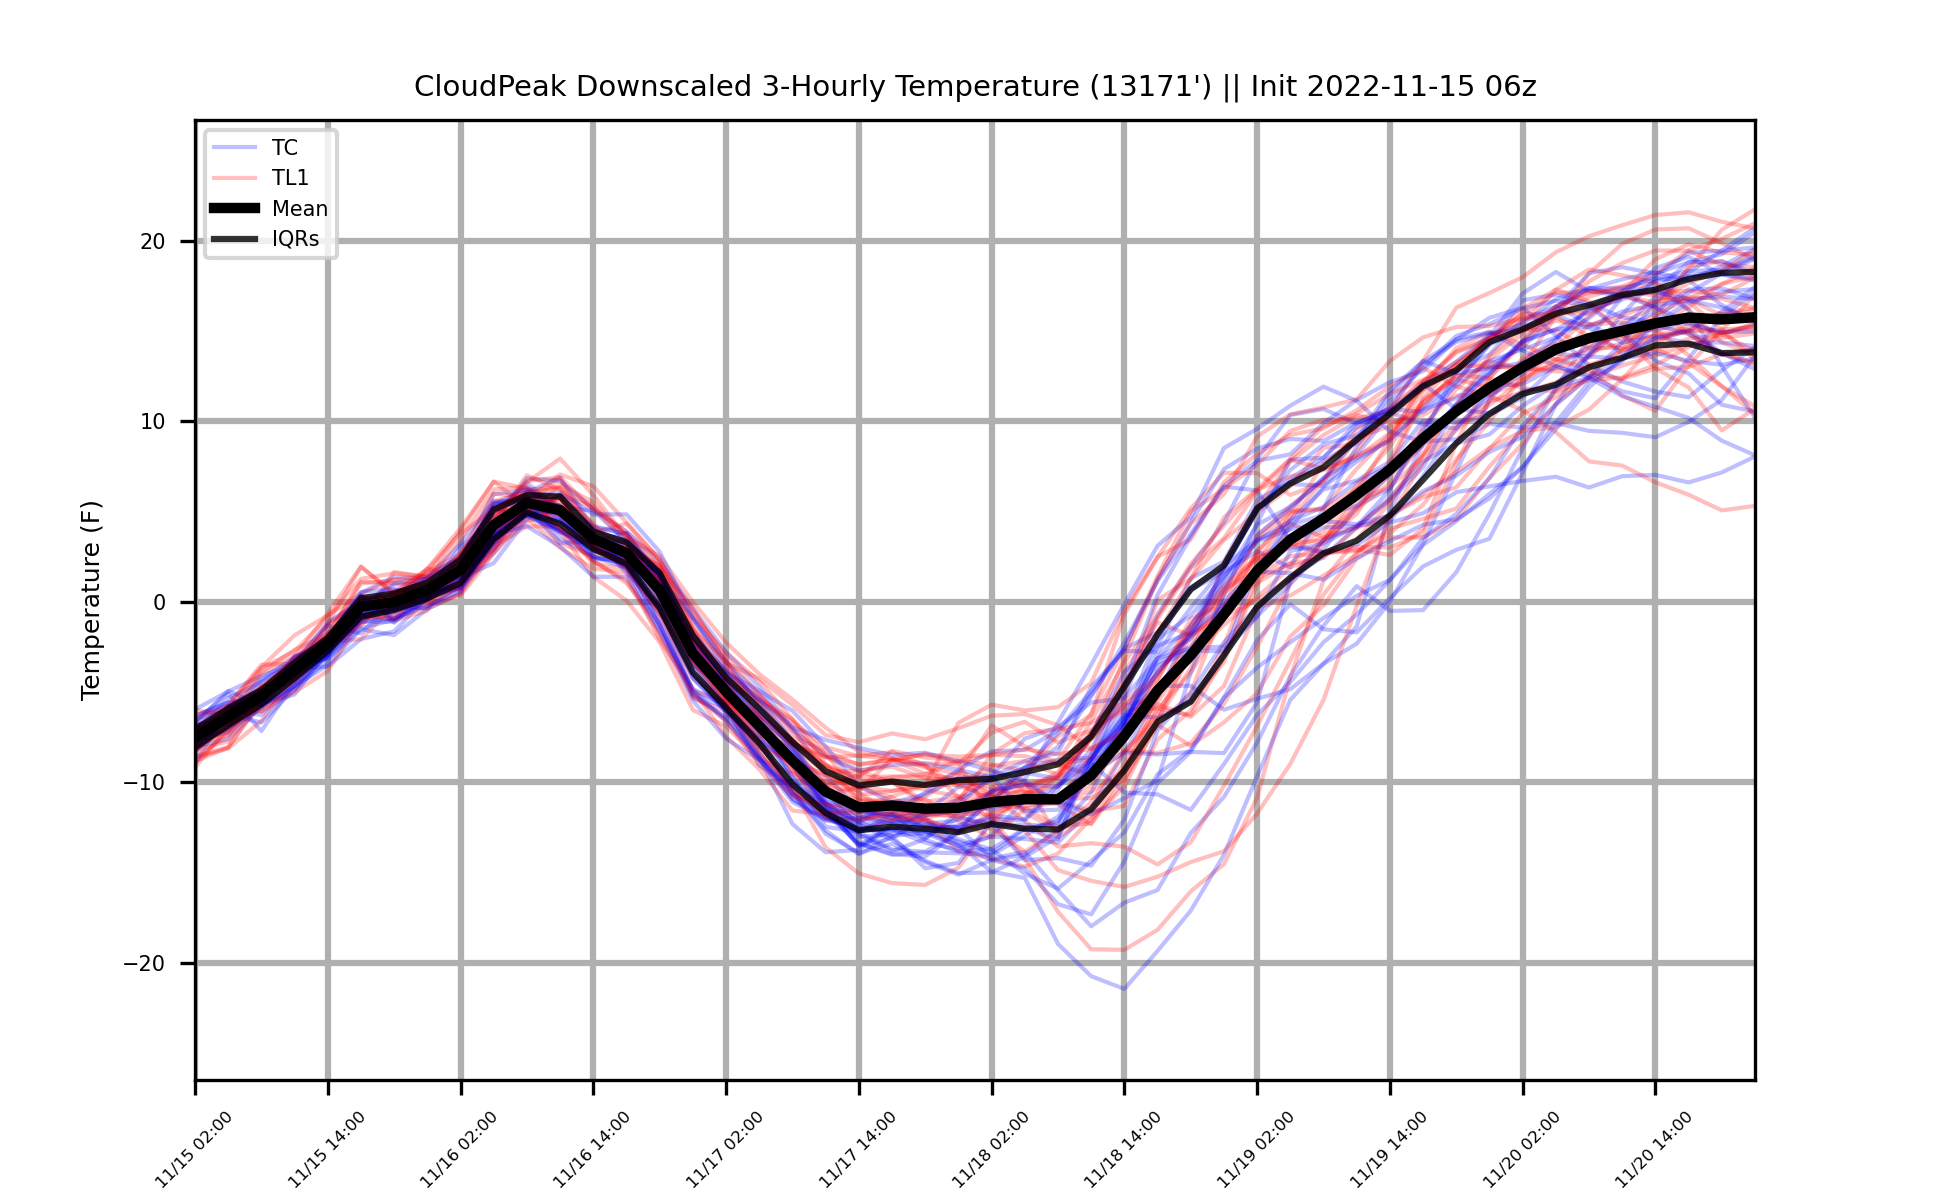 CloudPeak Downscaled 3-Hourly Temperature (13171') || Init 2022-11-15 06z
TC
TL1
Mean
IQRs
Temperature (F)
20
10
0
−10
−20
11/15 02:00
11/15 14:00
11/16 02:00
11/16 14:00
11/17 02:00
11/17 14:00
11/18 02:00
11/18 14:00
11/19 02:00
11/19 14:00
11/20 02:00
11/20 14:00